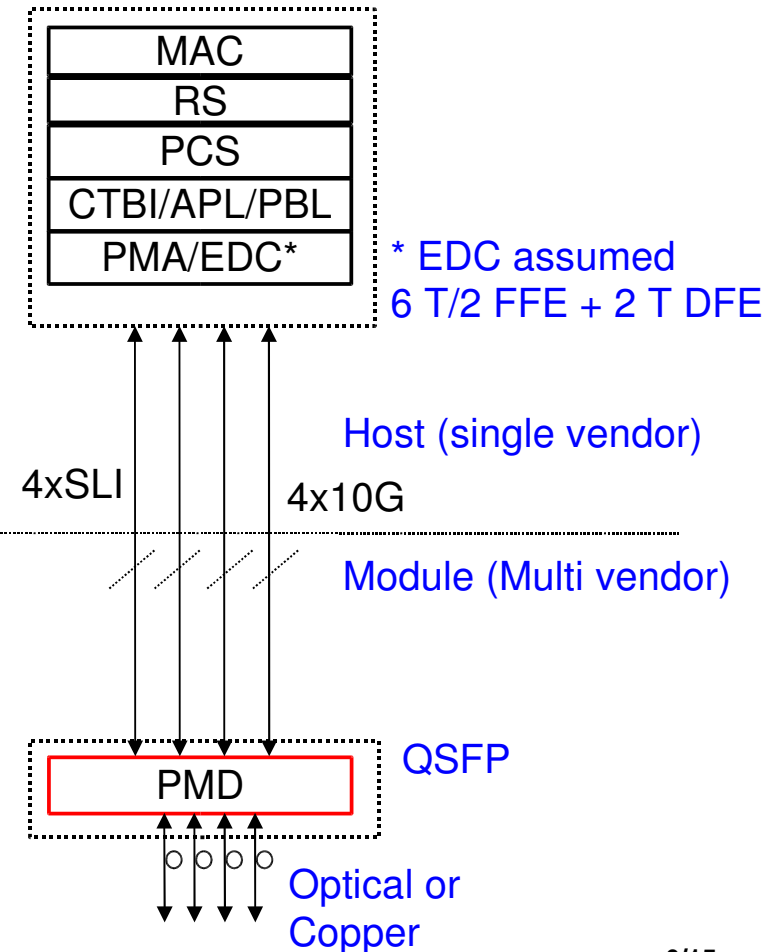 MAC
RS
PCS
CTBI/APL/PBL
PMA/EDC*
* EDC assumed
6 T/2 FFE + 2 T DFE
Host (single vendor)
4xSLI
4x10G
Module (Multi vendor)
QSFP
PMD
Optical or
Copper